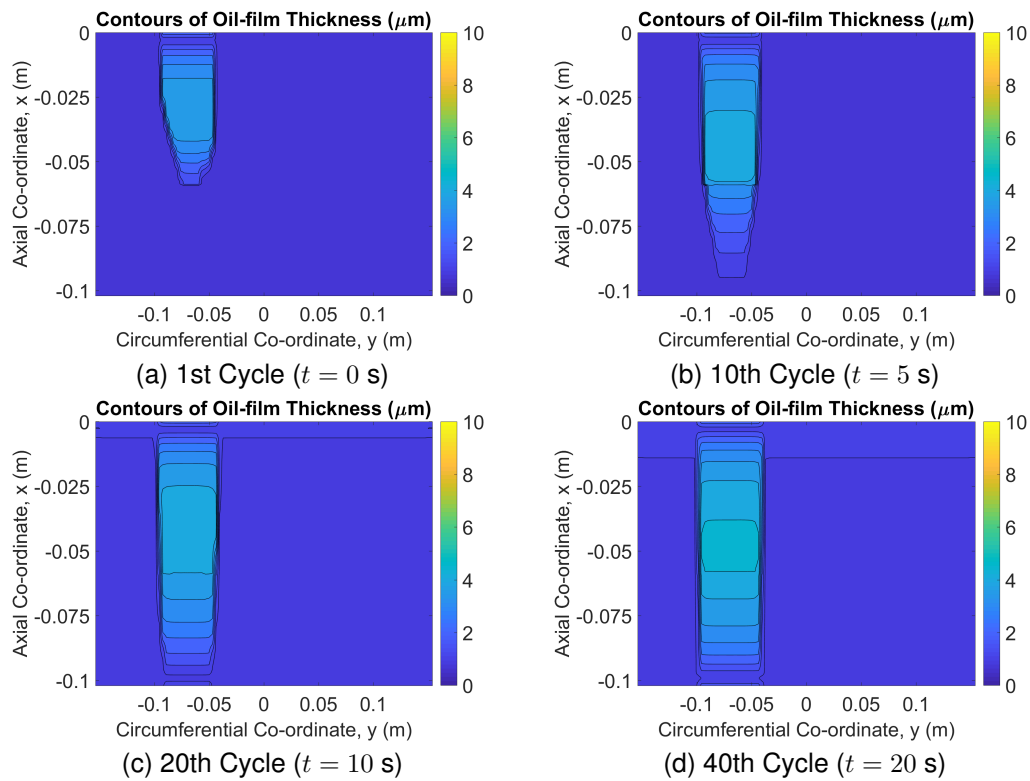 Contours of Oil-film Thickness (μm)
0
-0.025
-0.05
-0.075
-0.1
Axial Co-ordinate, x (m)
-0.1 -0.05 0 0.05 0.1
Circumferential Co-ordinate, y (m)
10
8
6
4
2
0
(a) 1st Cycle (t = 0 s)
Contours of Oil-film Thickness (μm)
0
-0.025
-0.05
-0.075
-0.1
Axial Co-ordinate, x (m)
-0.1 -0.05 0 0.05 0.1
Circumferential Co-ordinate, y (m)
10
8
6
4
2
0
(b) 10th Cycle (t = 5 s)
Contours of Oil-film Thickness (μm)
0
-0.025
-0.05
-0.075
-0.1
Axial Co-ordinate, x (m)
-0.1 -0.05 0 0.05 0.1
Circumferential Co-ordinate, y (m)
10
8
6
4
2
0
(c) 20th Cycle (t = 10 s)
Contours of Oil-film Thickness (μm)
0
-0.025
-0.05
-0.075
-0.1
Axial Co-ordinate, x (m)
-0.1 -0.05 0 0.05 0.1
Circumferential Co-ordinate, y (m)
10
8
6
4
2
0
(d) 40th Cycle (t = 20 s)